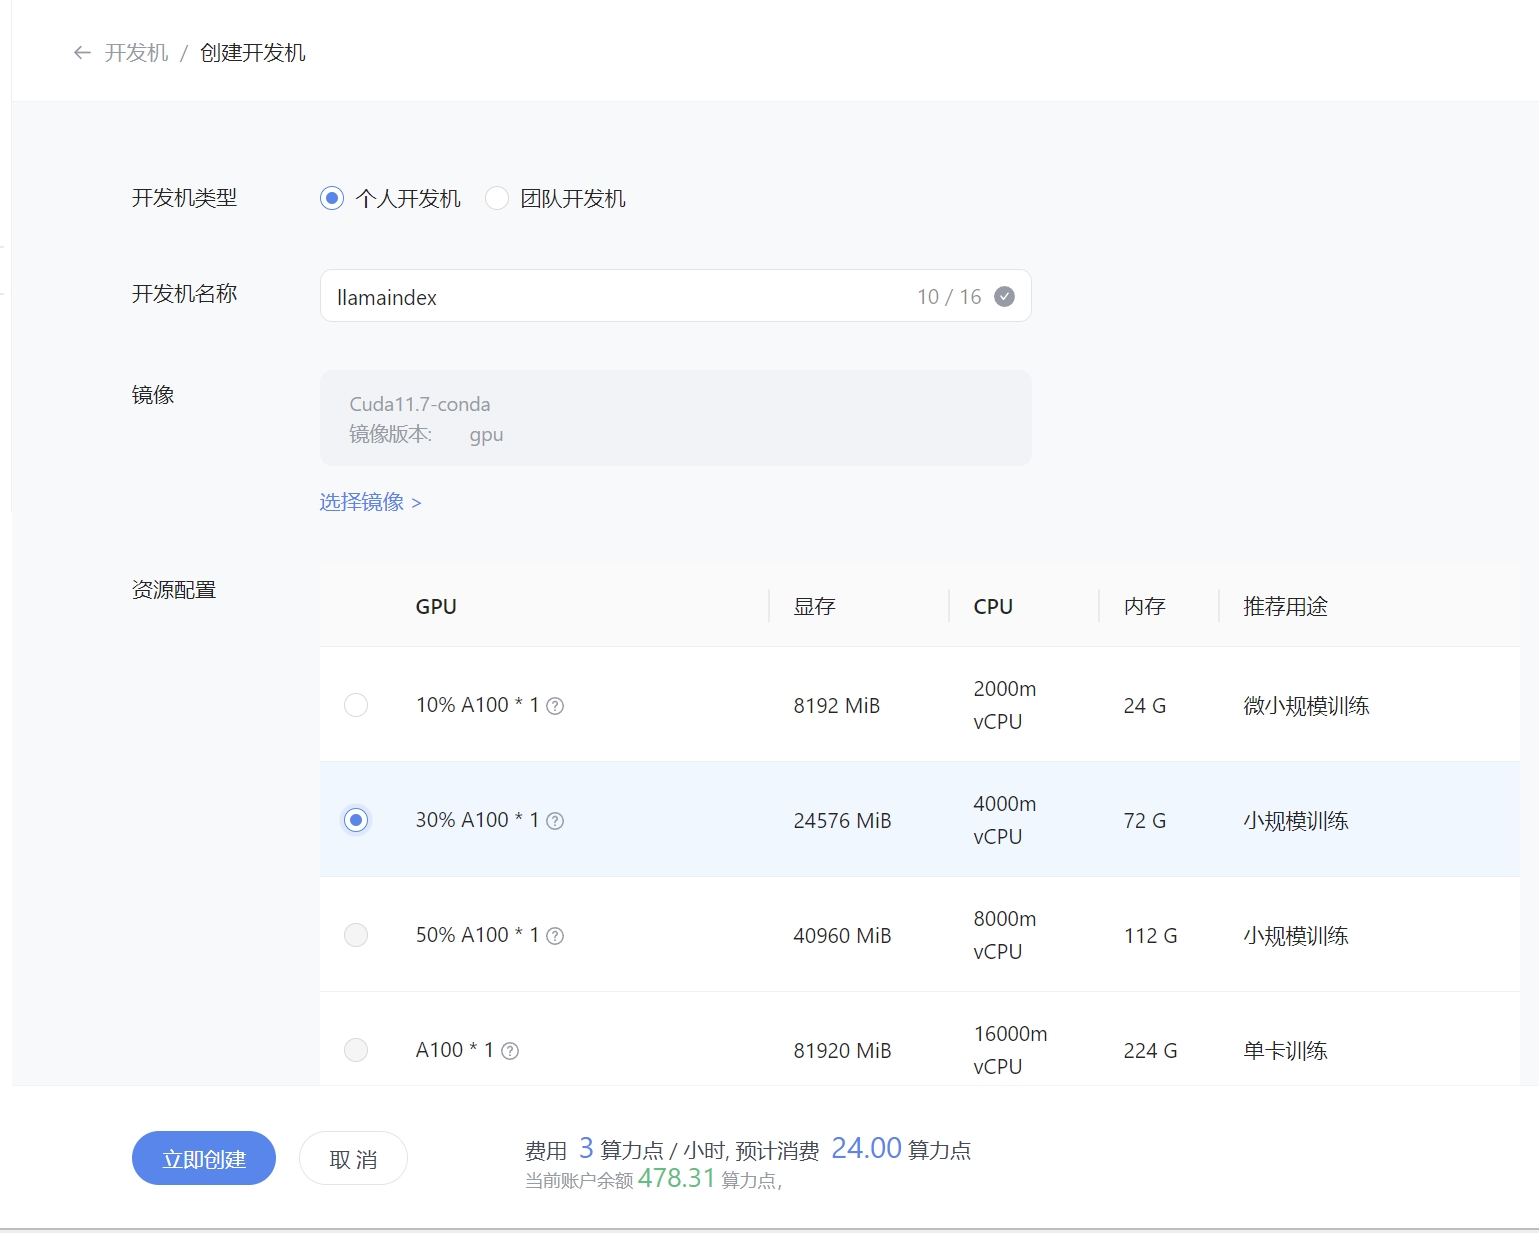 ← 开发机 / 创建开发机
开发机类型 个人开发机 团队开发机
开发机名称 llamaindex 10 / 16
镜像 Cuda11.7-conda
镜像版本: gpu
选择镜像 >
资源配置 GPU 显存 CPU 内存 推荐用途
10% A100 * 1 ? 8192 MiB 2000m vCPU 24 G 微小规模训练
30% A100 * 1 ? 24576 MiB 4000m vCPU 72 G 小规模训练
50% A100 * 1 ? 40960 MiB 8000m vCPU 112 G 小规模训练
A100 * 1 ? 81920 MiB 16000m vCPU 224 G 单卡训练
立即创建 取 消 费用 3 算力点 / 小时, 预计消费 24.00 算力点
当前账户余额 478.31 算力点,